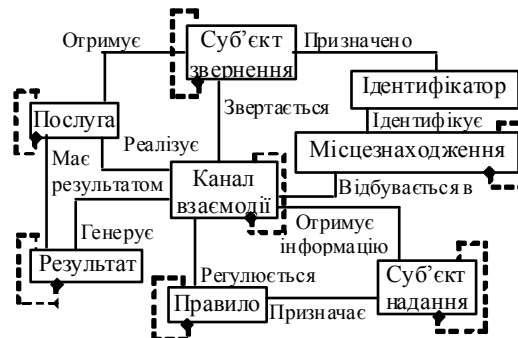 Отримує
Суб’єкт
звернення
Призначено
Ідентифікатор
Звертається
Послуга
Ідентифікує
Реалізує
Місцезнаходження
Має
результатом
Канал
взаємодії
Відбувається в
Генерує
Отримує
інформацію
Результат
Регулюється
Суб’єкт
надання
Правило
Призначає